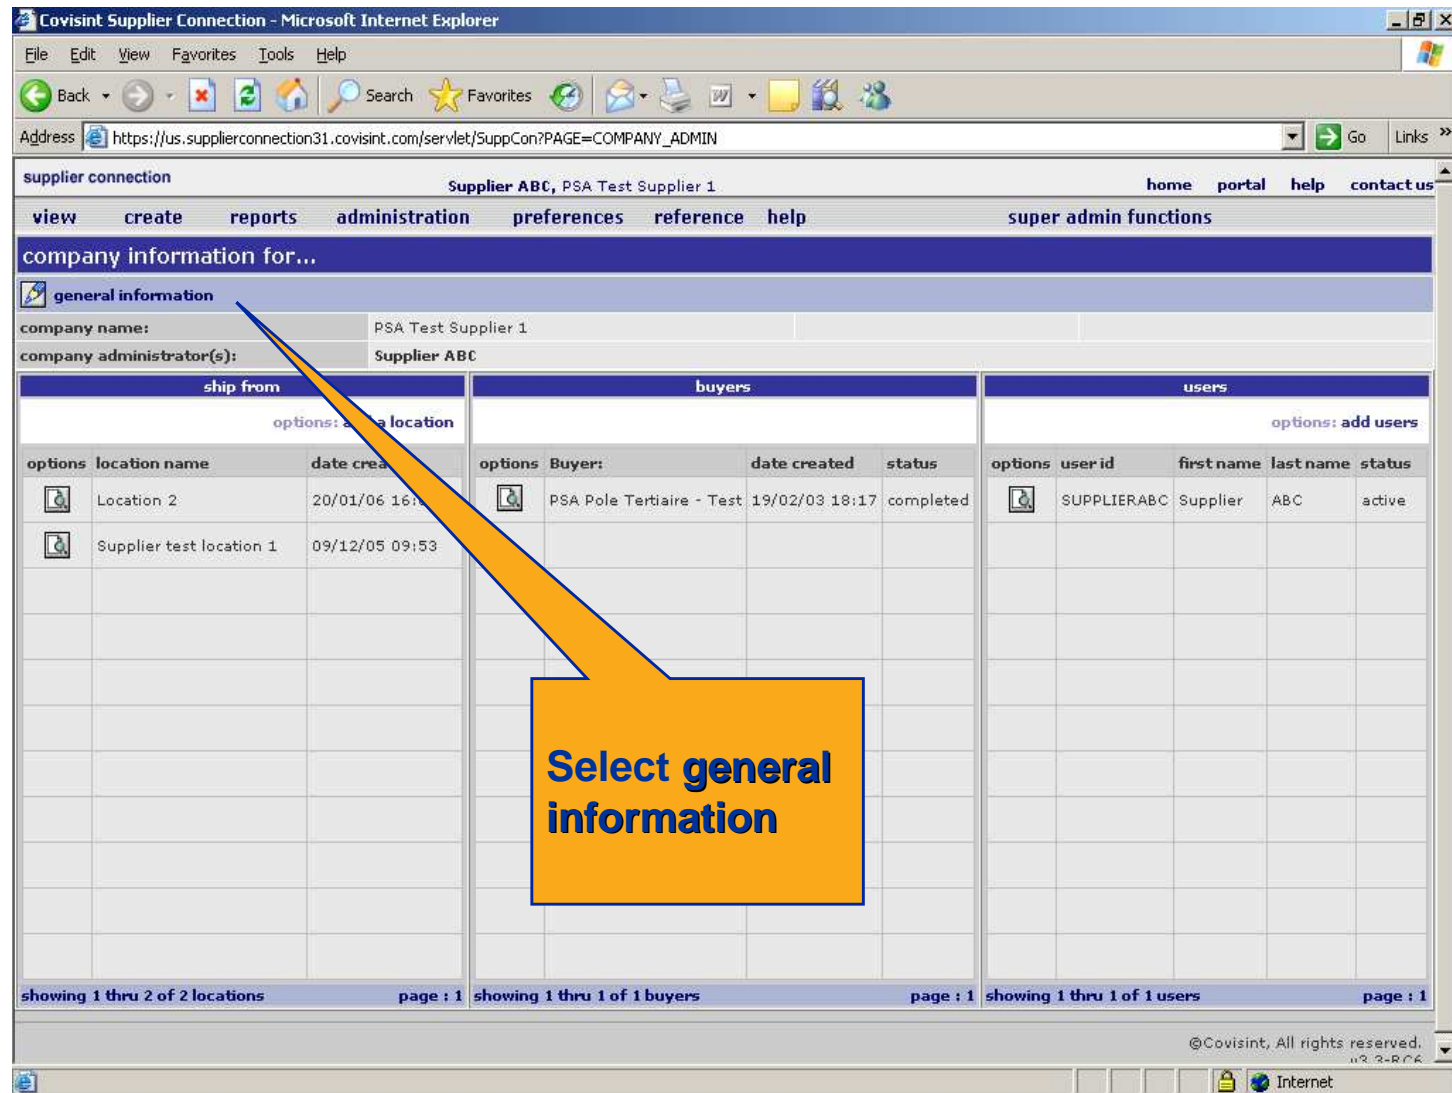 Covisint Supplier Connection - Microsoft Internet Explorer
File Edit View Favorites Tools Help
Back Search Favorites
Address https://us.supplierconnection31.covisint.com/servlet/SuppCon?PAGE=COMPANY_ADMIN Go Links »
supplier connection Supplier ABC, PSA Test Supplier 1 home portal help contact us
view create reports administration preferences reference help super admin functions
company information for...
general information
company name: PSA Test Supplier 1
company administrator(s): Supplier ABC
ship from buyers users
options: a location options: add users
options location name date crea options Buyer: date created status options user id first name last name status
Location 2 20/01/06 16: PSA Pole Tertiaire - Test 19/02/03 18:17 completed SUPPLIERABC Supplier ABC active
Supplier test location 1 09/12/05 09:53
Select general
information
showing 1 thru 2 of 2 locations page : 1 showing 1 thru 1 of 1 buyers page : 1 showing 1 thru 1 of 1 users page : 1
©Covisint, All rights reserved.
v3.3-RC6
Internet